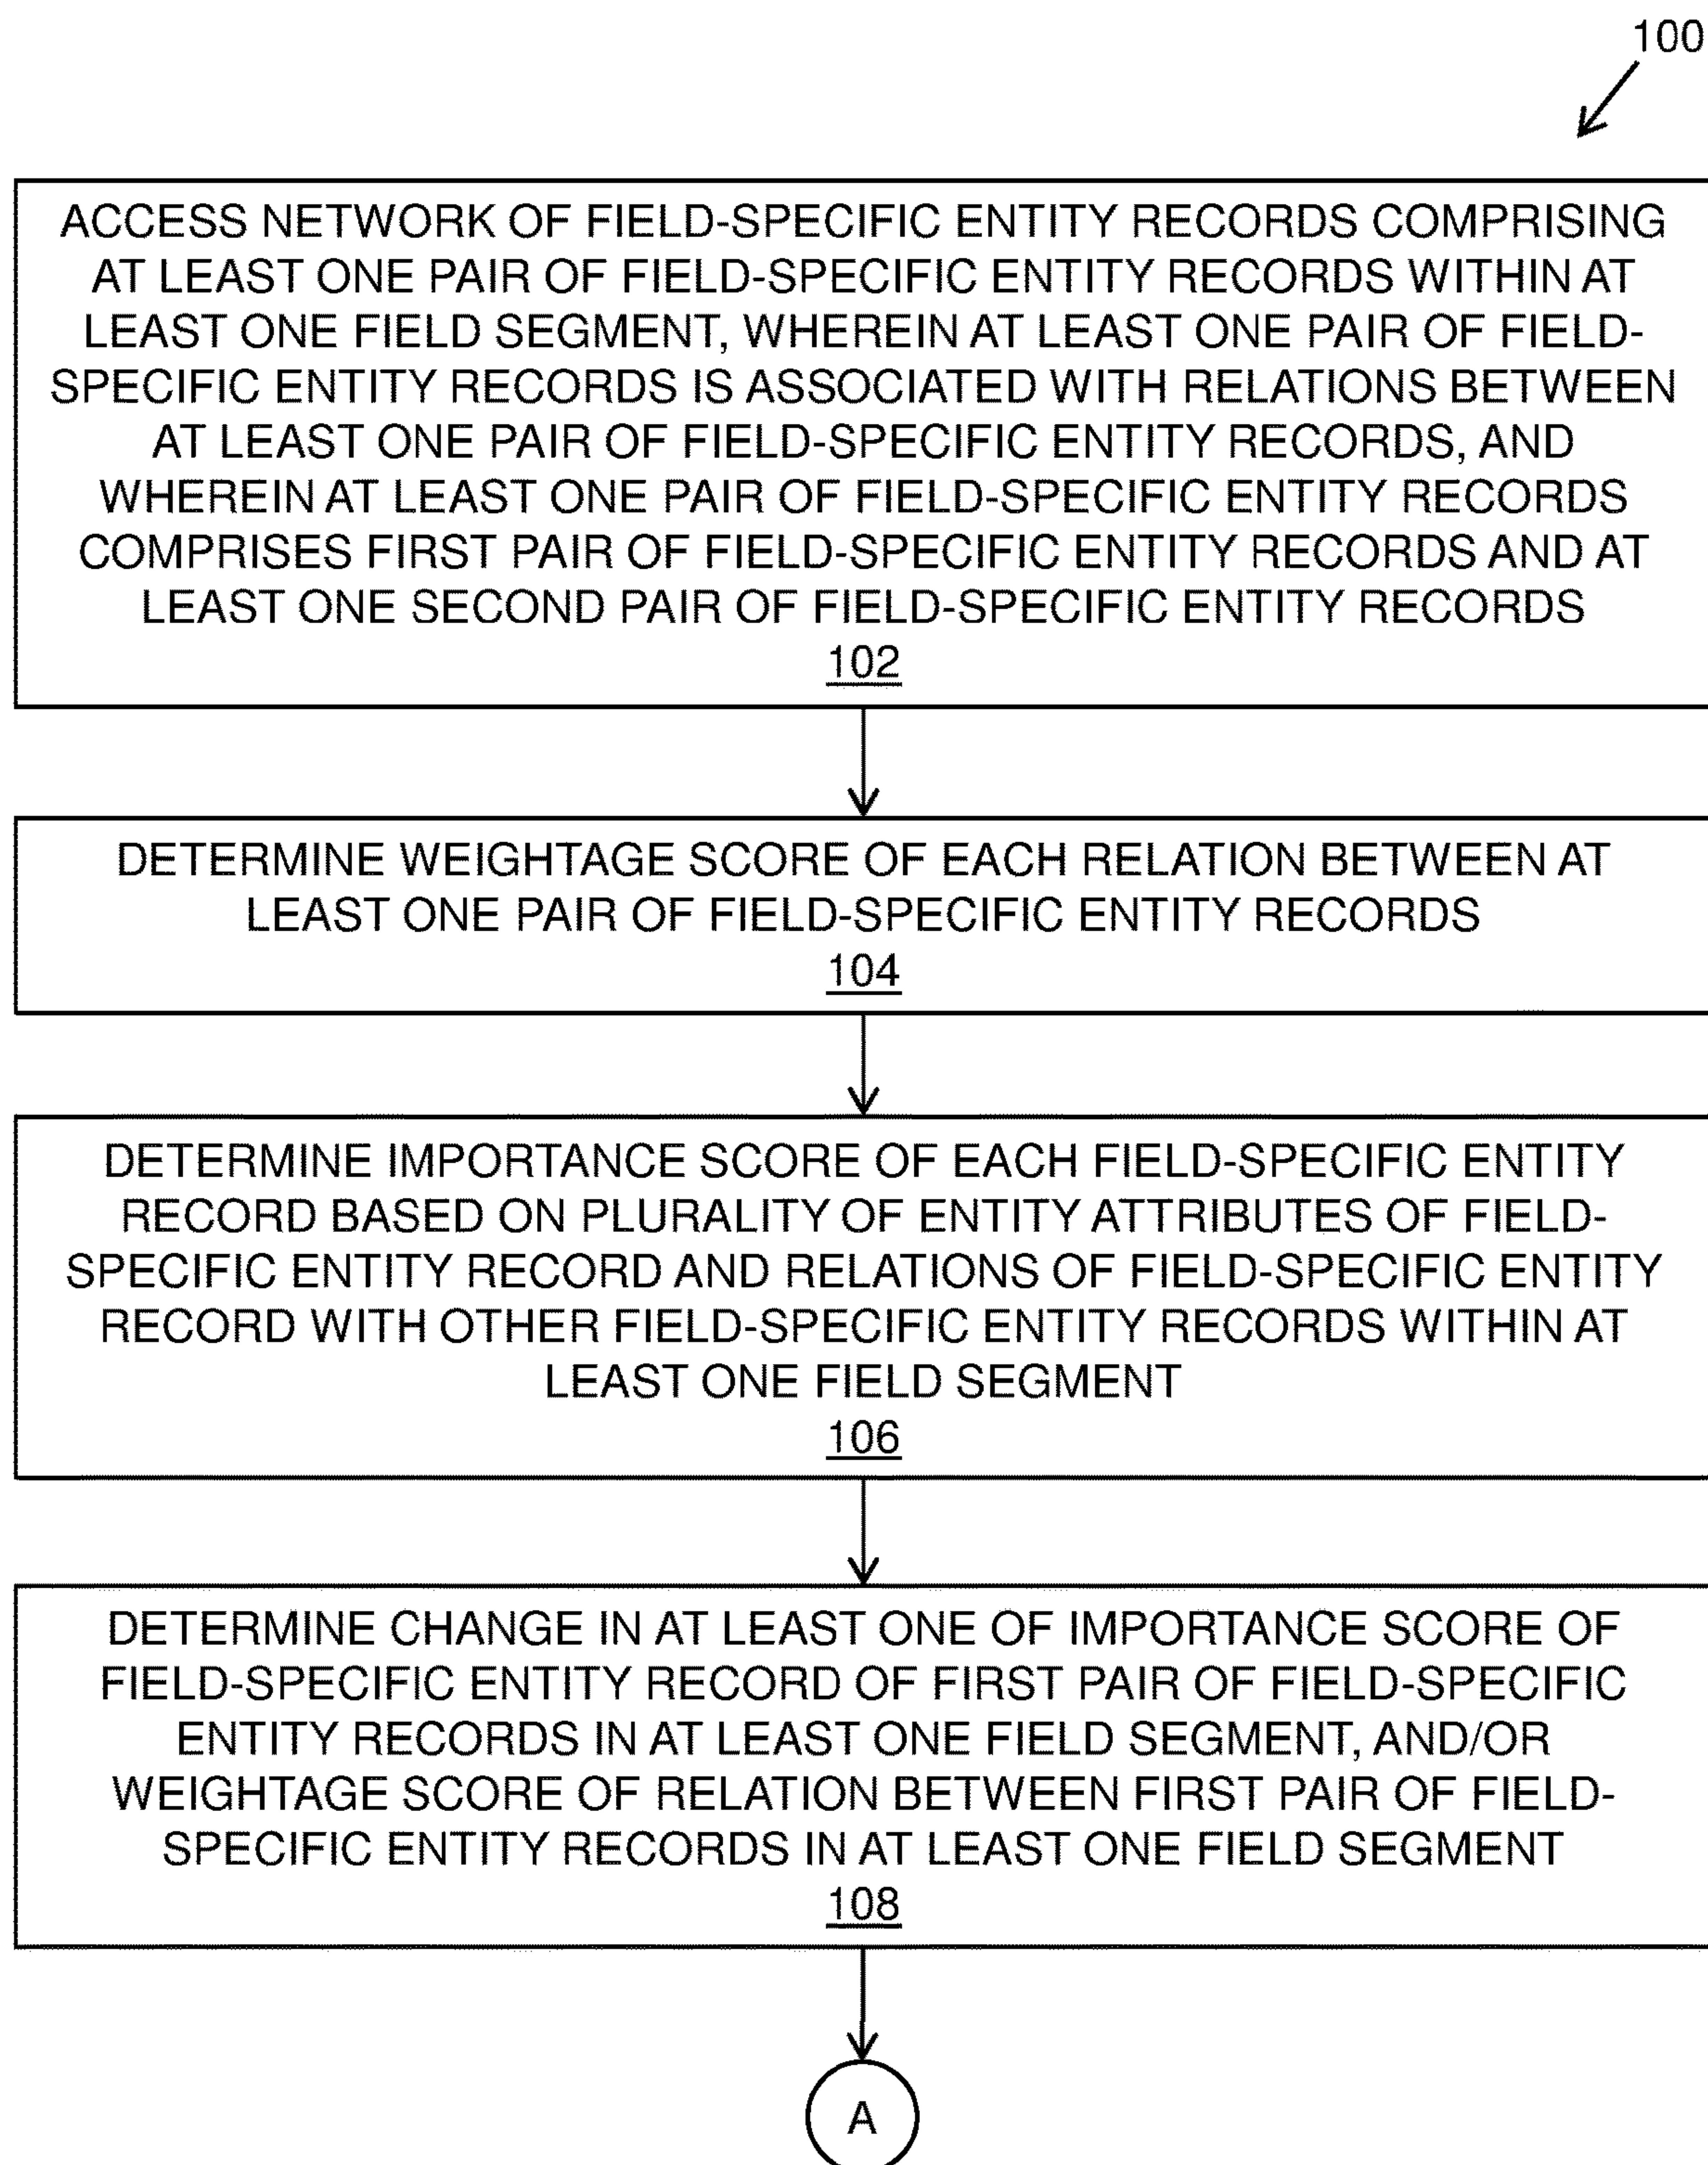 100
ACCESS NETWORK OF FIELD-SPECIFIC ENTITY RECORDS COMPRISING
AT LEAST ONE PAIR OF FIELD-SPECIFIC ENTITY RECORDS WITHIN AT
LEAST ONE FIELD SEGMENT, WHEREIN AT LEAST ONE PAIR OF FIELD-
SPECIFIC ENTITY RECORDS IS ASSOCIATED WITH RELATIONS BETWEEN
AT LEAST ONE PAIR OF FIELD-SPECIFIC ENTITY RECORDS, AND
WHEREIN AT LEAST ONE PAIR OF FIELD-SPECIFIC ENTITY RECORDS
COMPRISES FIRST PAIR OF FIELD-SPECIFIC ENTITY RECORDS AND AT
LEAST ONE SECOND PAIR OF FIELD-SPECIFIC ENTITY RECORDS
102
DETERMINE WEIGHTAGE SCORE OF EACH RELATION BETWEEN AT
LEAST ONE PAIR OF FIELD-SPECIFIC ENTITY RECORDS
104
DETERMINE IMPORTANCE SCORE OF EACH FIELD-SPECIFIC ENTITY
RECORD BASED ON PLURALITY OF ENTITY ATTRIBUTES OF FIELD-
SPECIFIC ENTITY RECORD AND RELATIONS OF FIELD-SPECIFIC ENTITY
RECORD WITH OTHER FIELD-SPECIFIC ENTITY RECORDS WITHIN AT
LEAST ONE FIELD SEGMENT
106
DETERMINE CHANGE IN AT LEAST ONE OF IMPORTANCE SCORE OF
FIELD-SPECIFIC ENTITY RECORD OF FIRST PAIR OF FIELD-SPECIFIC
ENTITY RECORDS IN AT LEAST ONE FIELD SEGMENT, AND/OR
WEIGHTAGE SCORE OF RELATION BETWEEN FIRST PAIR OF FIELD-
SPECIFIC ENTITY RECORDS IN AT LEAST ONE FIELD SEGMENT
108
A